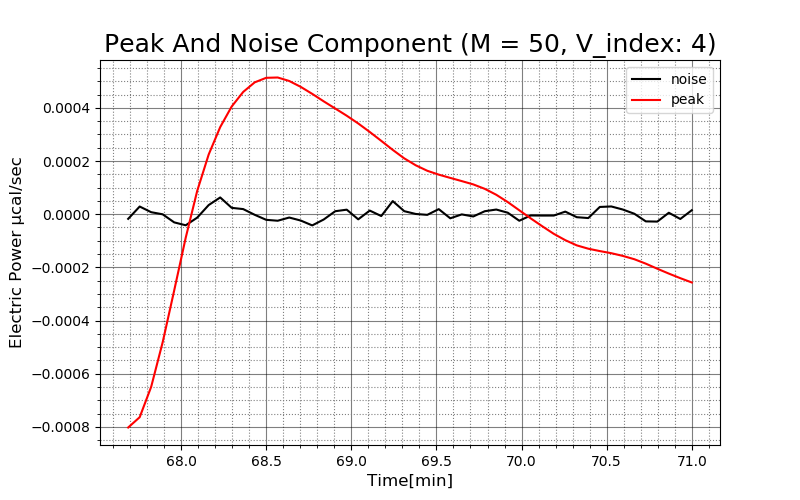 Peak And Noise Component (M = 50, V_index: 4)
noise
peak
Electric Power μcal/sec
0.0004
0.0002
0.0000
−0.0002
−0.0004
−0.0006
−0.0008
68.0 68.5 69.0 69.5 70.0 70.5 71.0
Time[min]